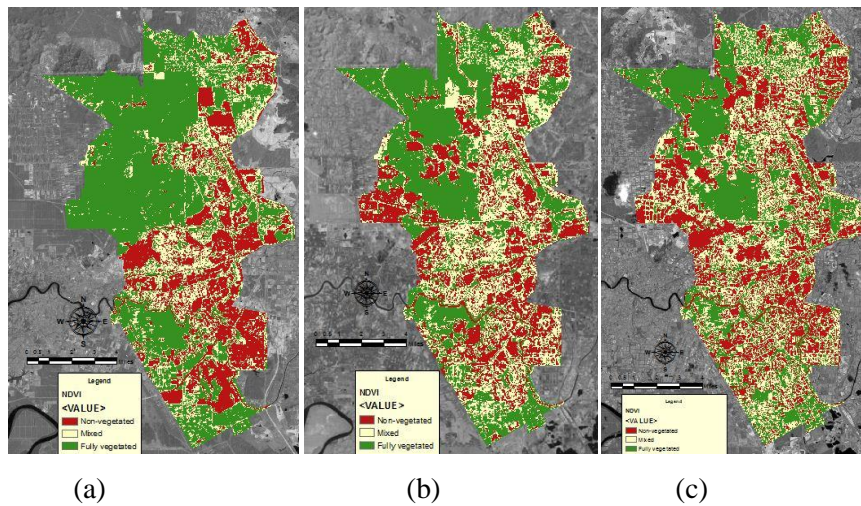 N
W E
S
Miles
Legend
NDVI
<VALUE>
Non-vegetated
Mixed
Fully vegetated
N
W E
S
Legend
NDVI
<VALUE>
Non-vegetated
Mixed
Fully vegetated
N
W E
S
Legend
NDVI
<VALUE>
Non-vegetated
Mixed
Fully vegetated
(a) (b) (c)